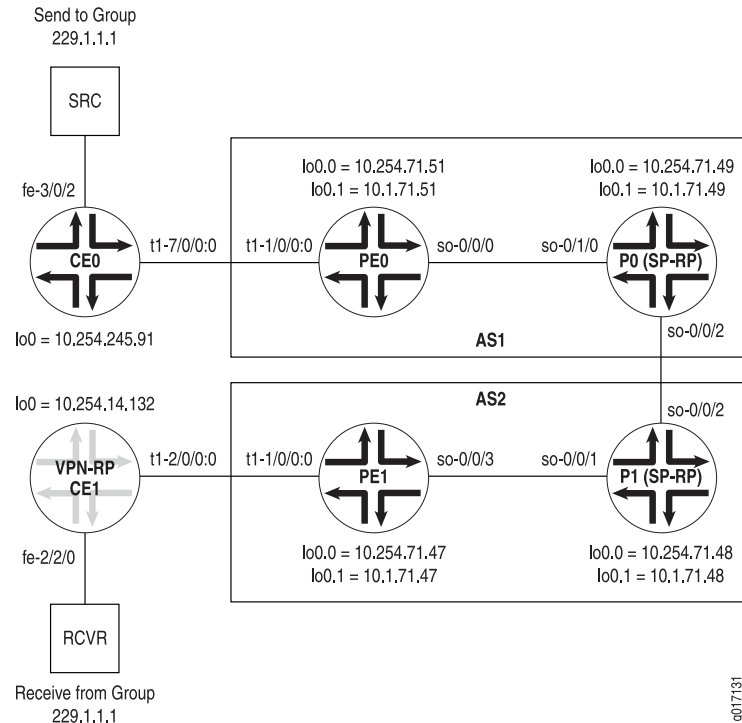 Send to Group
229.1.1.1
SRC
fe-3/0/2
CE0
lo0 = 10.254.245.91
t1-7/0/0:0
t1-1/0/0:0
lo0.0 = 10.254.71.51
lo0.1 = 10.1.71.51
PE0
so-0/0/0
so-0/1/0
lo0.0 = 10.254.71.49
lo0.1 = 10.1.71.49
P0 (SP-RP)
so-0/0/2
AS1
AS2
so-0/0/2
lo0 = 10.254.14.132
VPN-RP
CE1
t1-2/0/0:0
t1-1/0/0:0
PE1
so-0/0/3
so-0/0/1
P1 (SP-RP)
lo0.0 = 10.254.71.47
lo0.1 = 10.1.71.47
lo0.0 = 10.254.71.48
lo0.1 = 10.1.71.48
fe-2/2/0
RCVR
Receive from Group
229.1.1.1
g017131